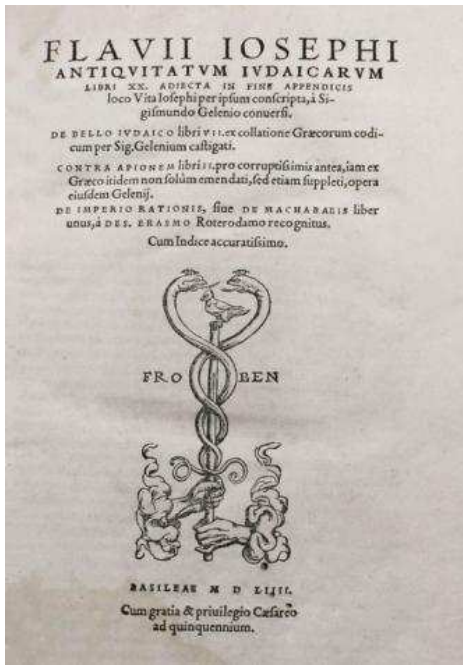 FLAVII IOSEPHI
ANTIQVITATVM IVDAICARVM
LIBRI XX. ADIECTA IN FINE APPENDICIS
loco Vita Iosephi per ipsum conscripta, à Si-
gismundo Gelenio conuersi.
DE BELLO IVDAICO libri VII. ex collatione Græcorum codi-
cum per Sig. Gelenium castigati.
CONTRA APIONEM libri II. pro corruptissimis antea, iam ex
Græco itidem non solùm emendati, sed etiam suppleti, opera
eiusdem Gelenij.
DE IMPERIO RATIONIS, siue DE MACHABAEIS liber
unus, à DES. ERASMO Roterodamo recognitus.
Cum Indice accuratissimo.
FRO BEN
BASILEAE M D LIIII.
Cum gratia & priuilegio Cæsareo
ad quinquennium.